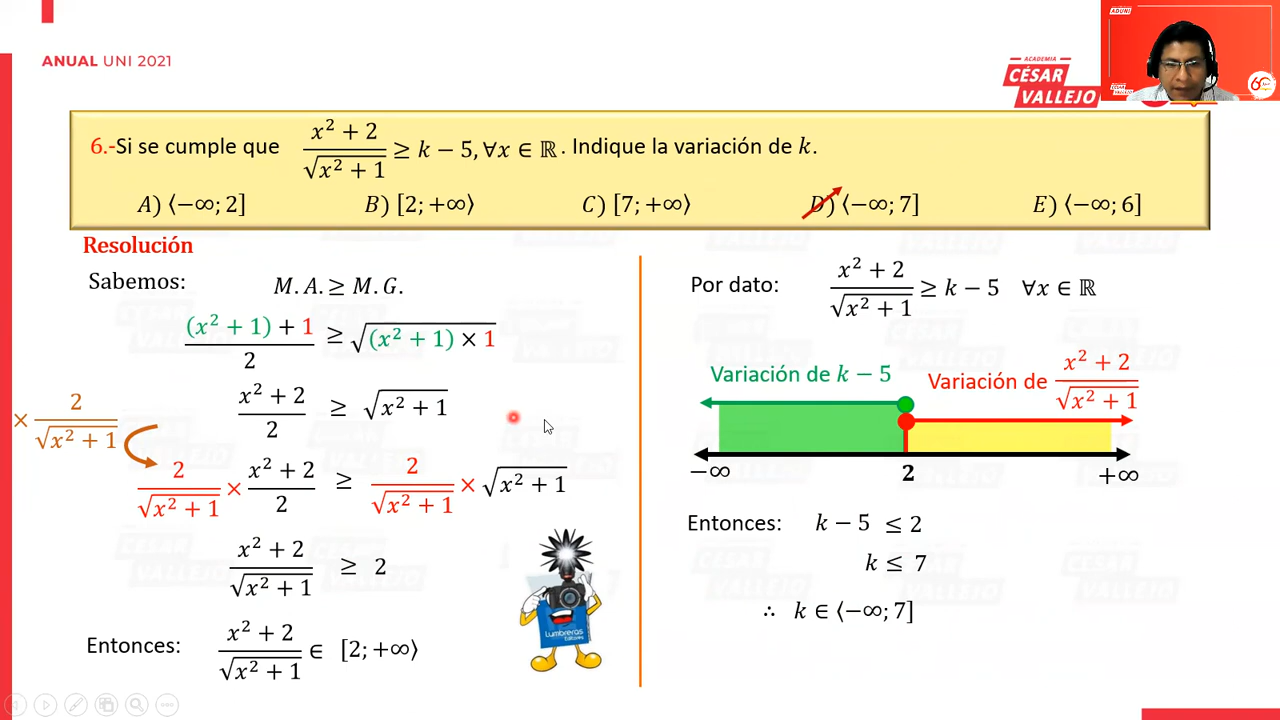 ADUNI
ANUAL UNI 2021
ACADEMIA
CÉSAR
VALLEJO
60
6.-Si se cumple que (x² + 2)/√(x² + 1) ≥ k − 5, ∀x ∈ ℝ . Indique la variación de k.
A) ⟨−∞; 2] B) [2; +∞⟩ C) [7; +∞⟩ D) ⟨−∞; 7] E) ⟨−∞; 6]
Resolución
Sabemos: M. A. ≥ M. G.
((x² + 1) + 1)/2 ≥ √((x² + 1) × 1)
(x² + 2)/2 ≥ √(x² + 1)
× 2/√(x² + 1)
2/√(x² + 1) × (x² + 2)/2 ≥ 2/√(x² + 1) × √(x² + 1)
(x² + 2)/√(x² + 1) ≥ 2
Lumbreras
Editores
Entonces: (x² + 2)/√(x² + 1) ∈ [2; +∞⟩
Por dato: (x² + 2)/√(x² + 1) ≥ k − 5 ∀x ∈ ℝ
Variación de k − 5
Variación de (x² + 2)/√(x² + 1)
−∞ 2 +∞
Entonces: k − 5 ≤ 2
k ≤ 7
∴ k ∈ ⟨−∞; 7]